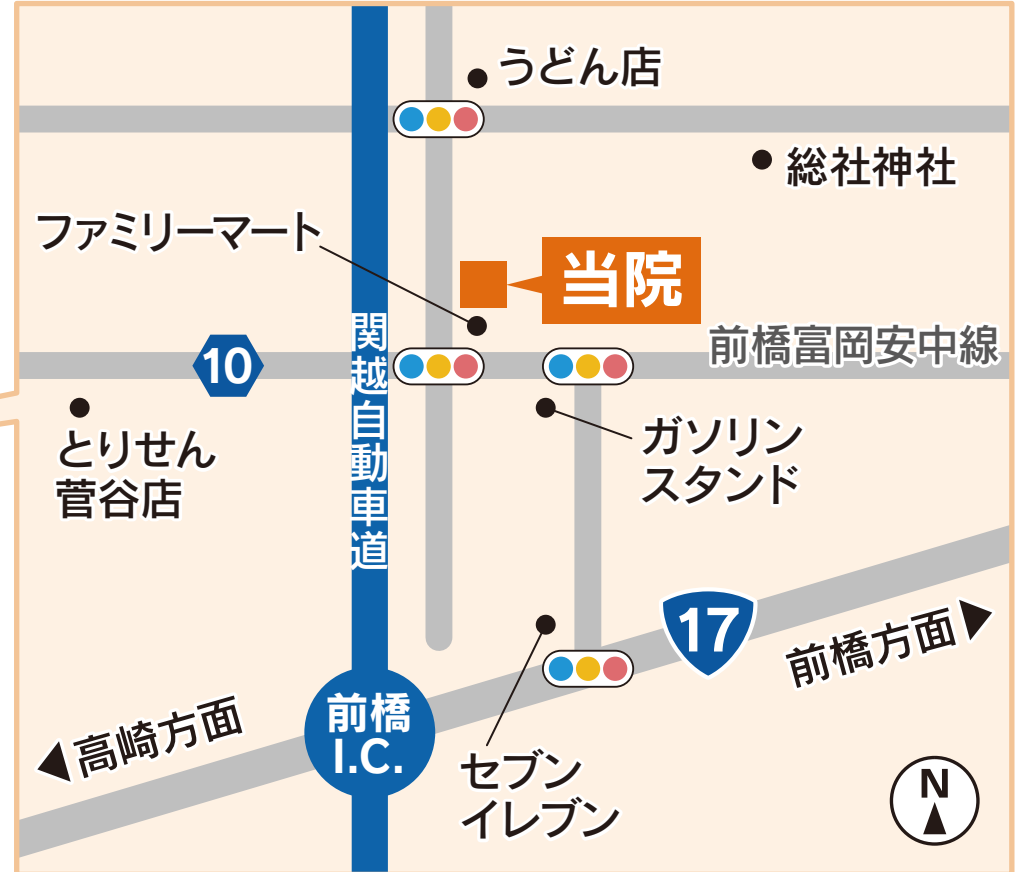 うどん店
総社神社
ファミリーマート
当院
関越自動車道
前橋富岡安中線
10
とりせん
菅谷店
ガソリン
スタンド
17
前橋方面
高崎方面
前橋
I.C.
セブン
イレブン
N